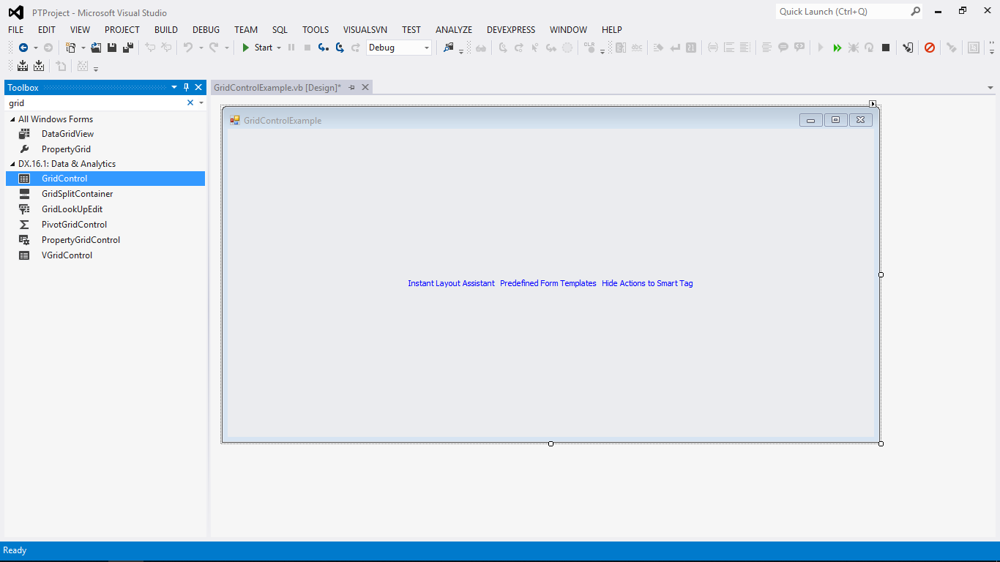 PTProject - Microsoft Visual Studio
Quick Launch (Ctrl+Q)
FILE EDIT VIEW PROJECT BUILD DEBUG TEAM SQL TOOLS VISUALSVN TEST ANALYZE DEVEXPRESS WINDOW HELP
Start Debug abc 21 CLR
Toolbox
grid
All Windows Forms
DataGridView
PropertyGrid
DX.16.1: Data & Analytics
GridControl
GridSplitContainer
GridLookUpEdit
PivotGridControl
PropertyGridControl
VGridControl
GridControlExample.vb [Design]*
GridControlExample
Instant Layout Assistant Predefined Form Templates Hide Actions to Smart Tag
Ready